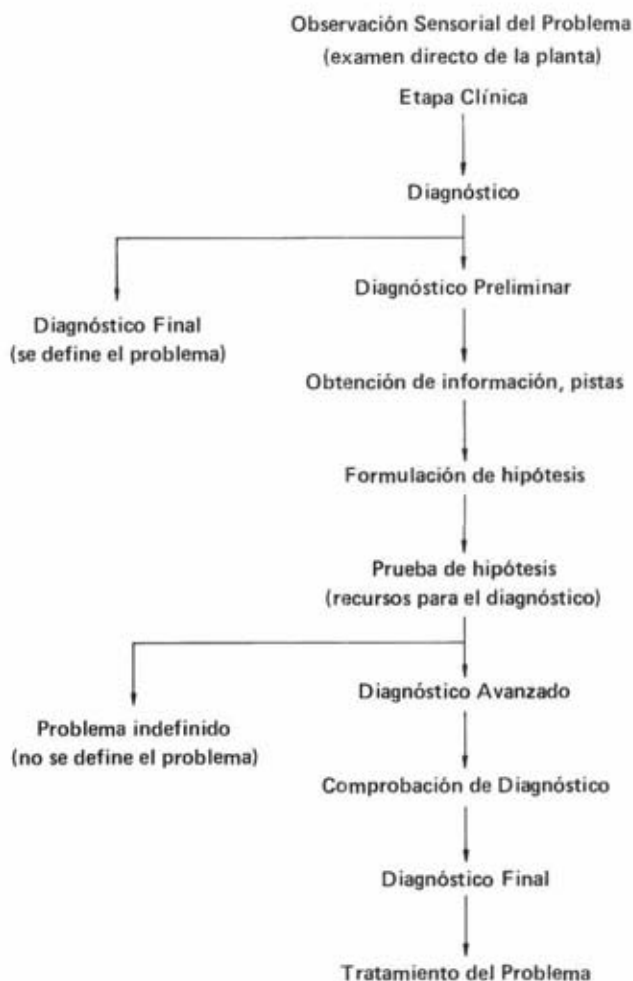 Observación Sensorial del Problema
(examen directo de la planta)
Etapa Clínica
Diagnóstico
Diagnóstico Preliminar
Diagnóstico Final
(se define el problema)
Obtención de información, pistas
Formulación de hipótesis
Prueba de hipótesis
(recursos para el diagnóstico)
Diagnóstico Avanzado
Problema indefinido
(no se define el problema)
Comprobación de Diagnóstico
Diagnóstico Final
Tratamiento del Problema